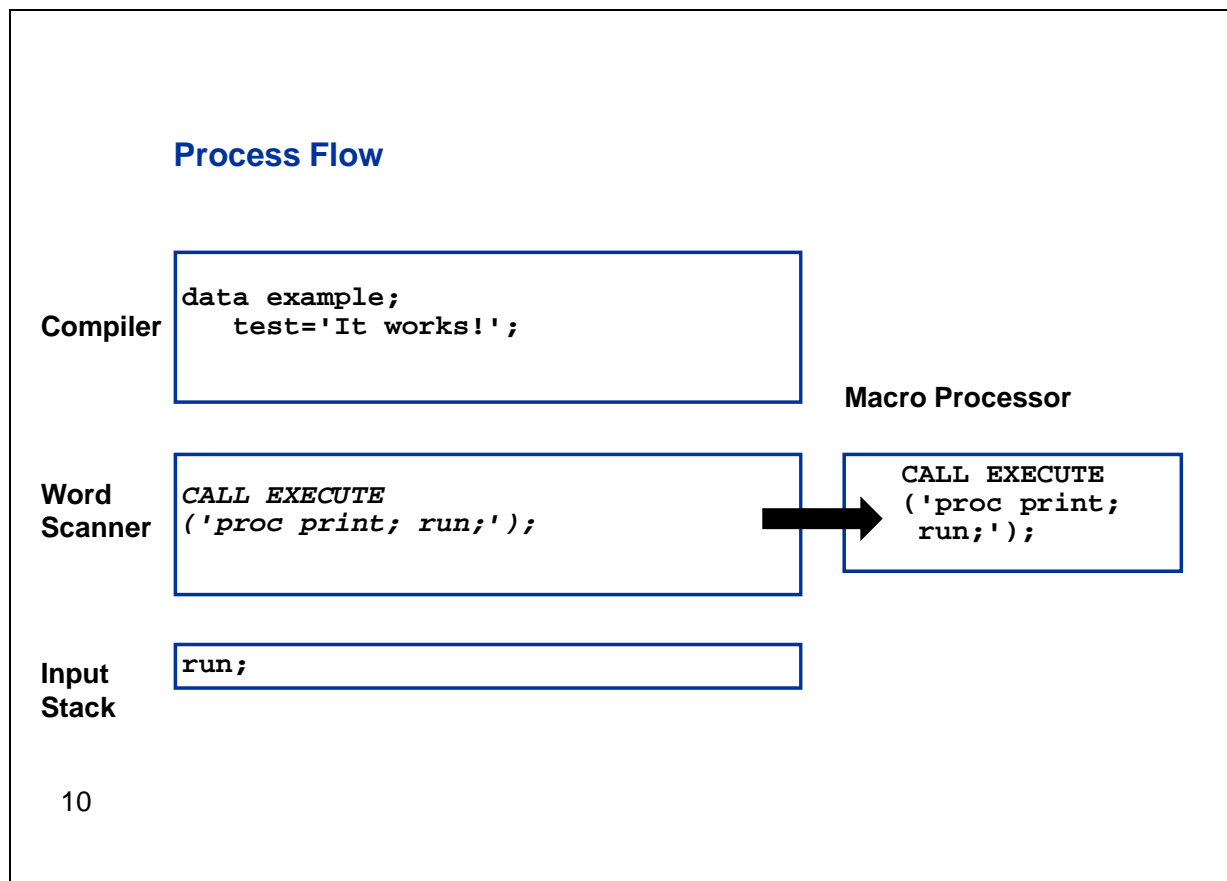 Process Flow
Compiler
data example;
test='It works!';
Macro Processor
Word
Scanner
CALL EXECUTE
('proc print; run;');
CALL EXECUTE
('proc print;
run;');
Input
Stack
run;
10